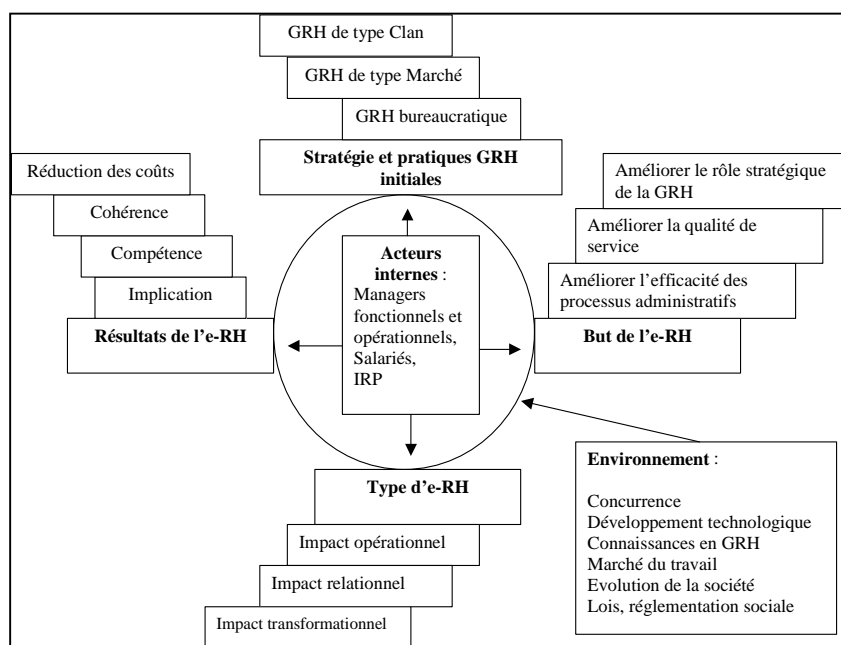 GRH de type Clan
GRH de type Marché
GRH bureaucratique
Stratégie et pratiques GRH
initiales
Réduction des coûts
Cohérence
Compétence
Implication
Résultats de l'e-RH
Améliorer le rôle stratégique
de la GRH
Améliorer la qualité de
service
Améliorer l'efficacité des
processus administratifs
But de l'e-RH
Acteurs
internes :
Managers
fonctionnels et
opérationnels,
Salariés,
IRP
Type d'e-RH
Impact opérationnel
Impact relationnel
Impact transformationnel
Environnement :
Concurrence
Développement technologique
Connaissances en GRH
Marché du travail
Evolution de la société
Lois, réglementation sociale